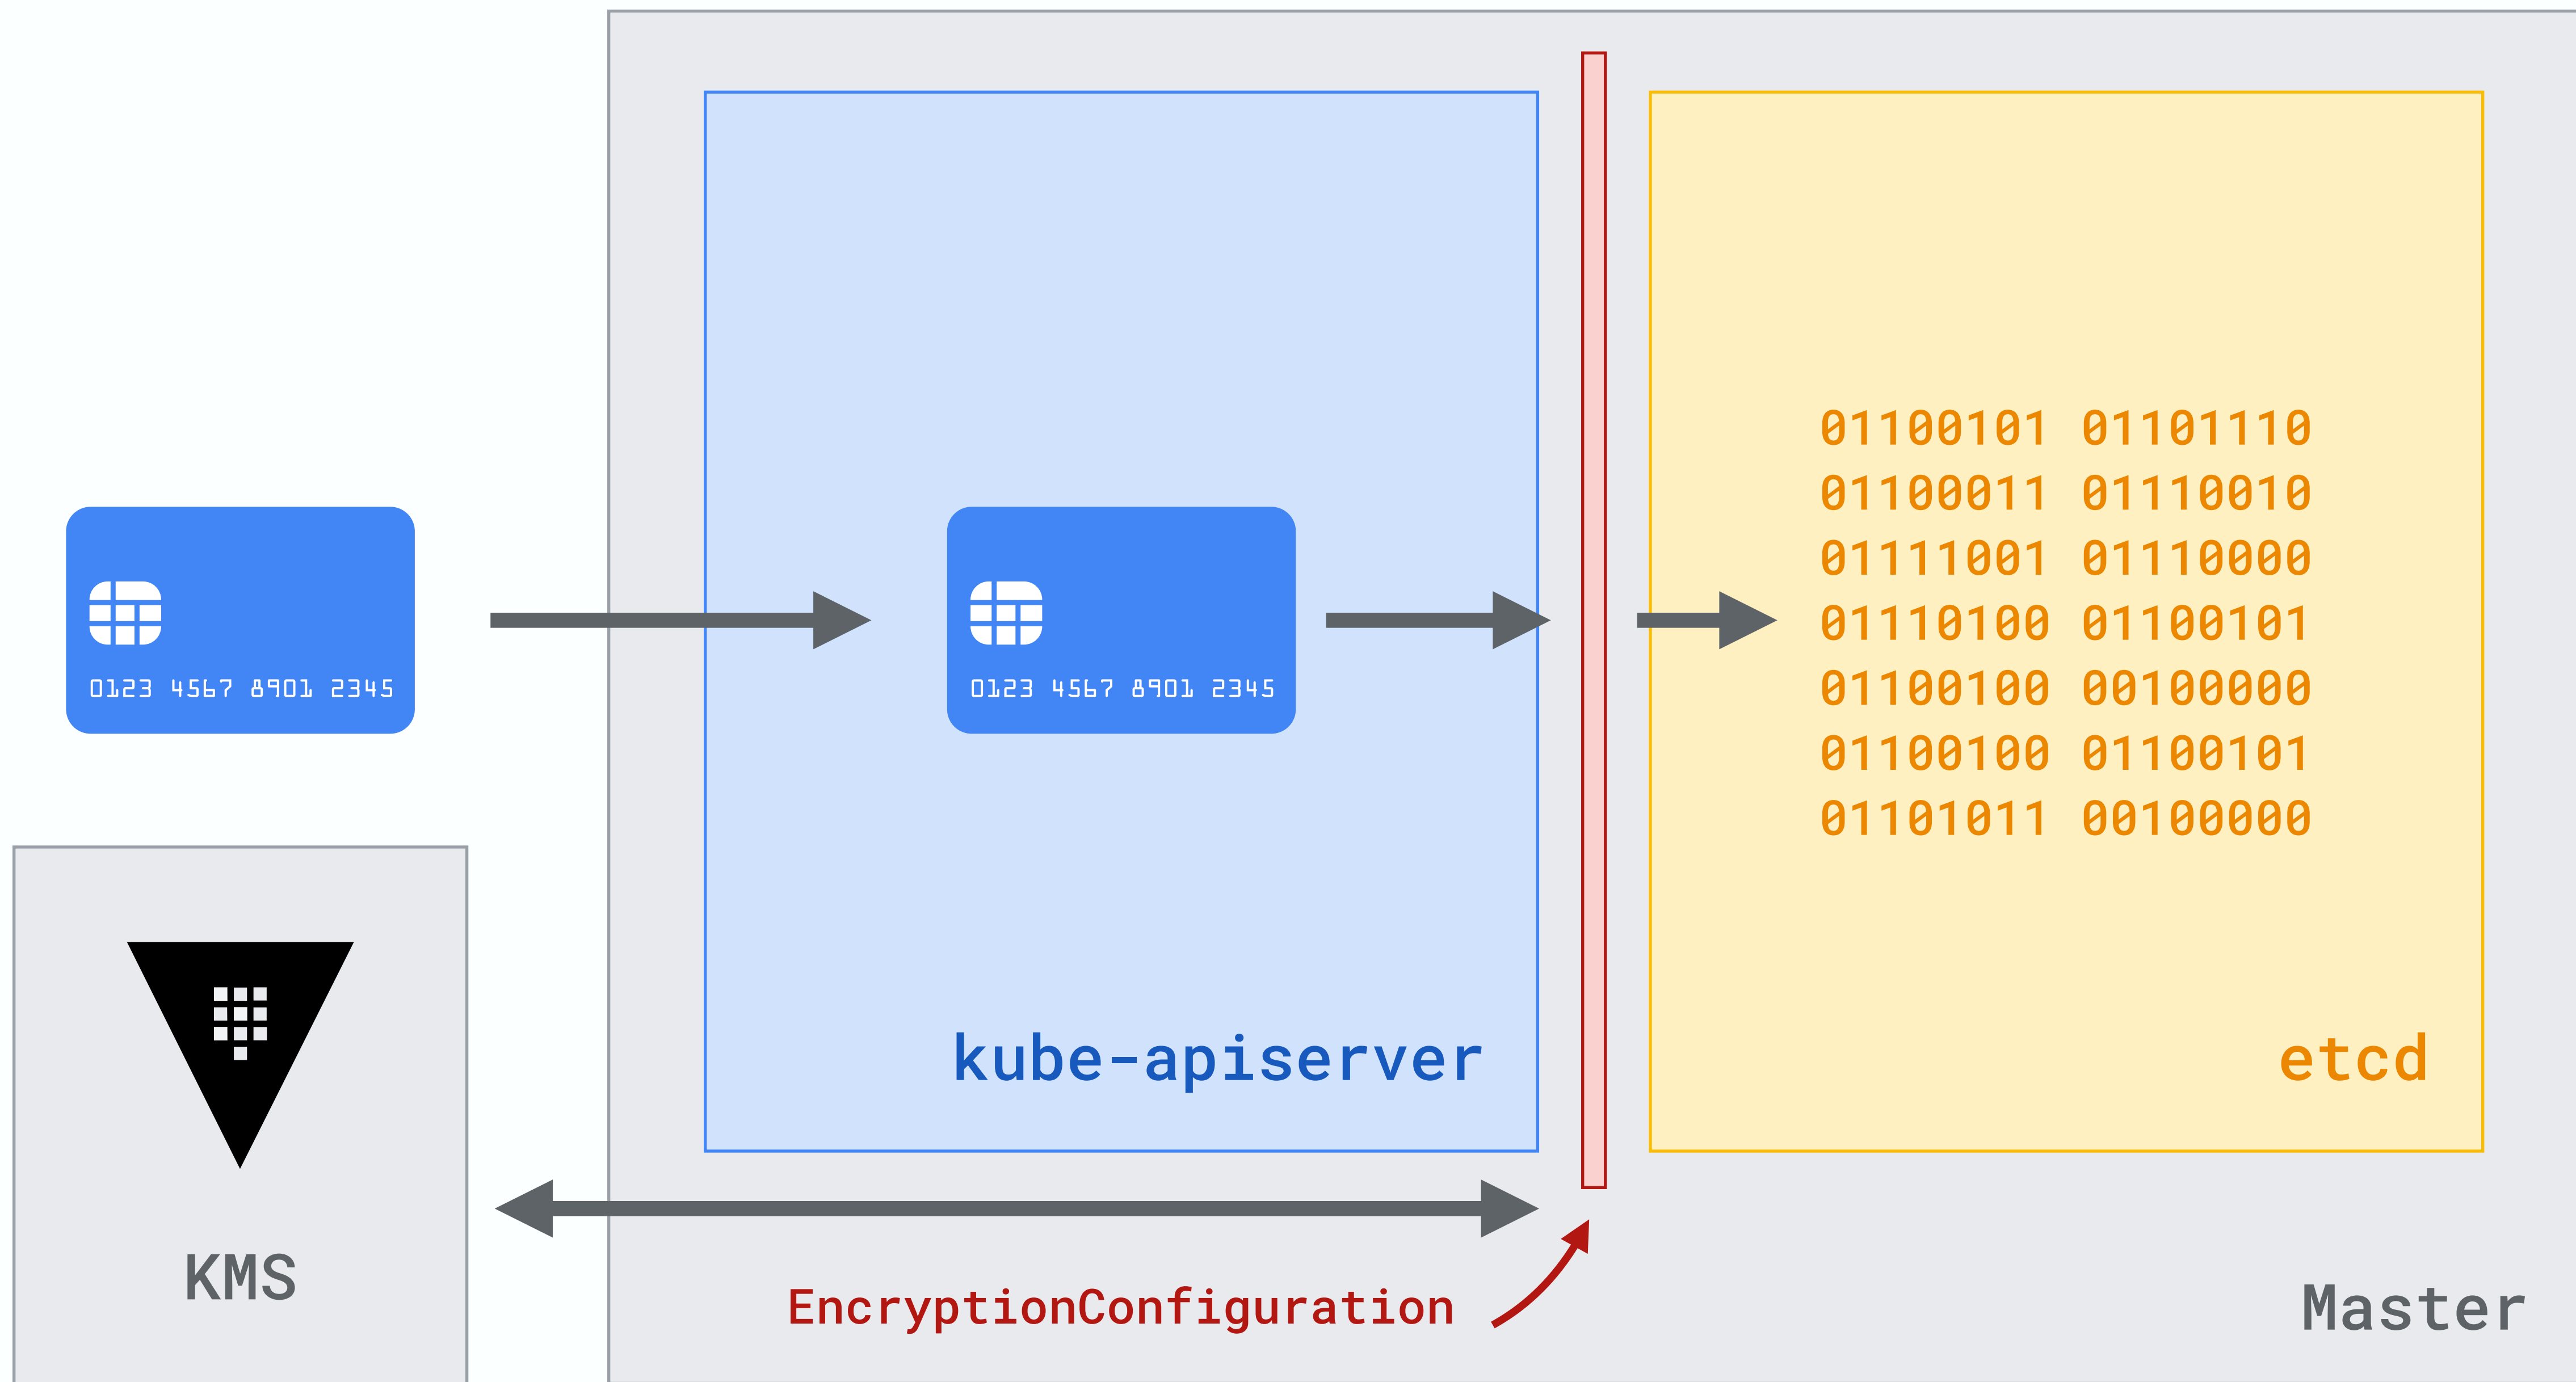 0123 4567 8901 2345
0123 4567 8901 2345
01100101 01101110
01100011 01110010
01111001 01110000
01110100 01100101
01100100 00100000
01100100 01100101
01101011 00100000
kube-apiserver
etcd
KMS
EncryptionConfiguration
Master